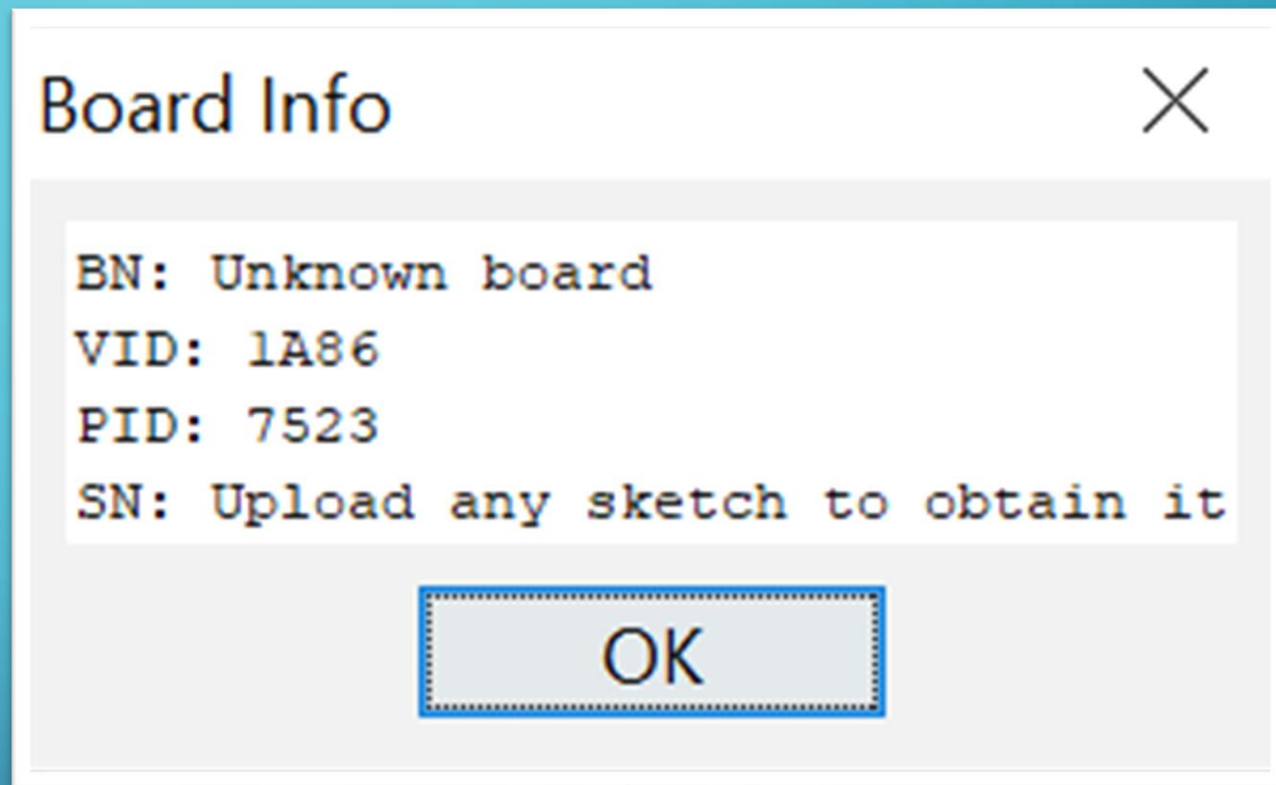 Board Info
BN: Unknown board
VID: 1A86
PID: 7523
SN: Upload any sketch to obtain it
OK